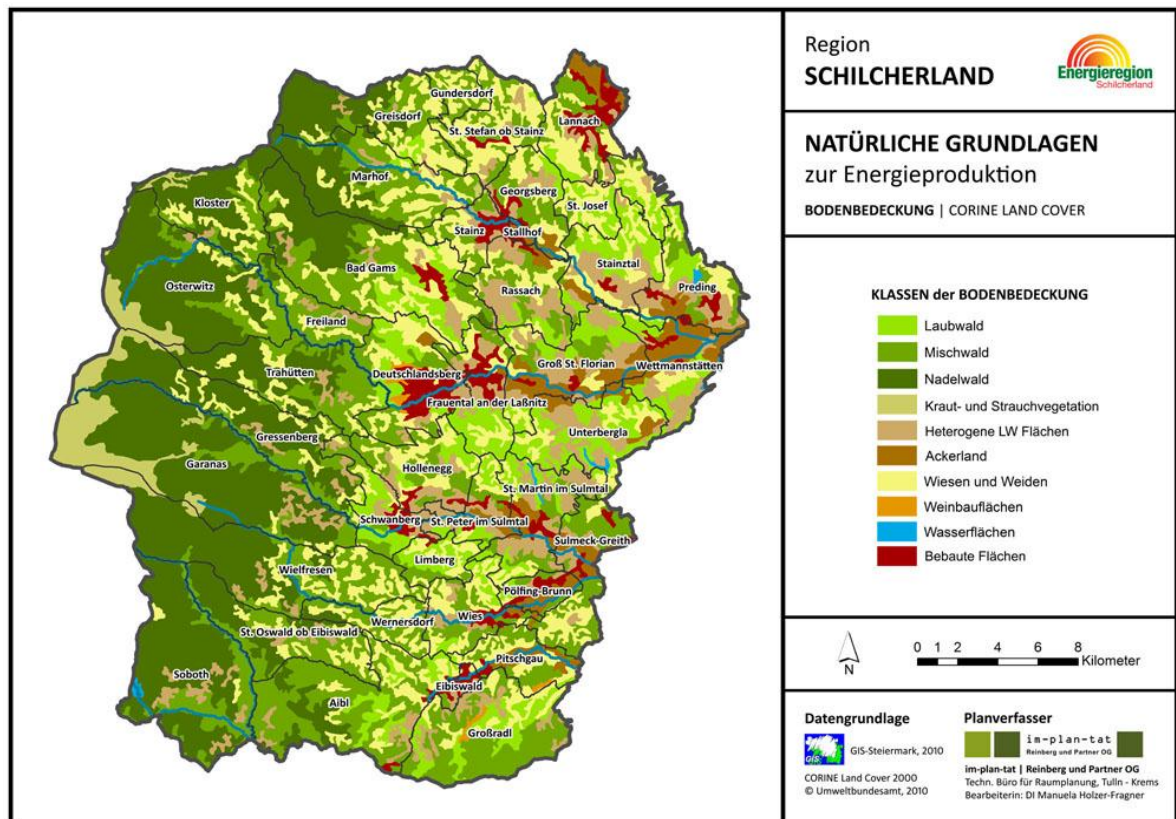 Region
SCHILCHERLAND
Energieregion
Schilcherland
NATÜRLICHE GRUNDLAGEN
zur Energieproduktion
BODENBEDECKUNG | CORINE LAND COVER
KLASSEN der BODENBEDECKUNG
Laubwald
Mischwald
Nadelwald
Kraut- und Strauchvegetation
Heterogene LW Flächen
Ackerland
Wiesen und Weiden
Weinbauflächen
Wasserflächen
Bebaute Flächen
N
0 1 2 4 6 8
Kilometer
Datengrundlage
GIS
GIS-Steiermark, 2010
CORINE Land Cover 2000
© Umweltbundesamt, 2010
Planverfasser
im-plan-tat
Reinberg und Partner OG
im-plan-tat | Reinberg und Partner OG
Techn. Büro für Raumplanung, Tulln - Krems
Bearbeiterin: DI Manuela Holzer-Fragner
Gundersdorf
Greisdorf
Lannach
St. Stefan ob Stainz
Marhof
Georgsberg
Kloster
St. Josef
Stainz
Stallhof
Stainztal
Bad Gams
Osterwitz
Rassach
Preding
Freiland
Groß St. Florian
Wettmannstätten
Trahütten
Deutschlandsberg
Frauental an der Laßnitz
Gressenberg
Unterbergla
Garanas
Hollenegg
St. Martin im Sulmtal
Schwanberg
St. Peter im Sulmtal
Sulmeck-Greith
Limberg
Wielfresen
Pölfing-Brunn
Wies
Wernersdorf
St. Oswald ob Eibiswald
Pitschgau
Soboth
Eibiswald
Aibl
Großradl